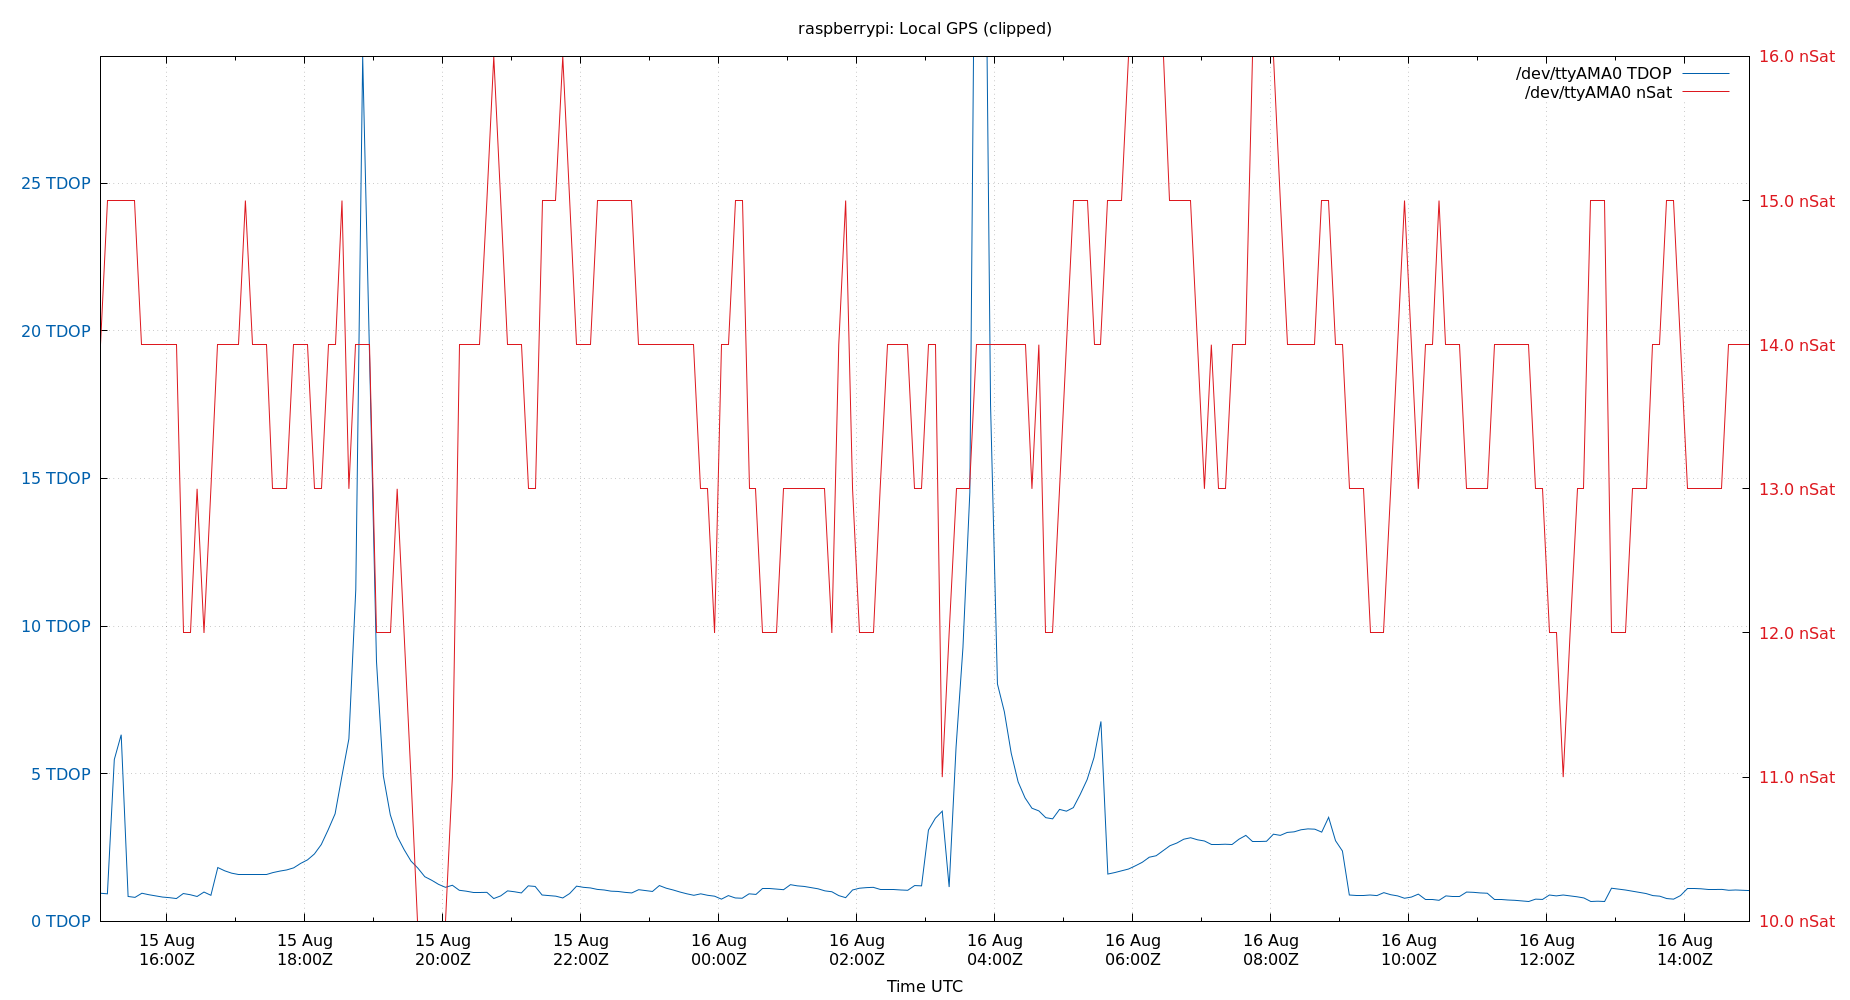 raspberrypi: Local GPS (clipped)
/dev/ttyAMA0 TDOP
/dev/ttyAMA0 nSat
25 TDOP
20 TDOP
15 TDOP
10 TDOP
5 TDOP
0 TDOP
16.0 nSat
15.0 nSat
14.0 nSat
13.0 nSat
12.0 nSat
11.0 nSat
10.0 nSat
15 Aug
16:00Z
15 Aug
18:00Z
15 Aug
20:00Z
15 Aug
22:00Z
16 Aug
00:00Z
16 Aug
02:00Z
16 Aug
04:00Z
16 Aug
06:00Z
16 Aug
08:00Z
16 Aug
10:00Z
16 Aug
12:00Z
16 Aug
14:00Z
Time UTC